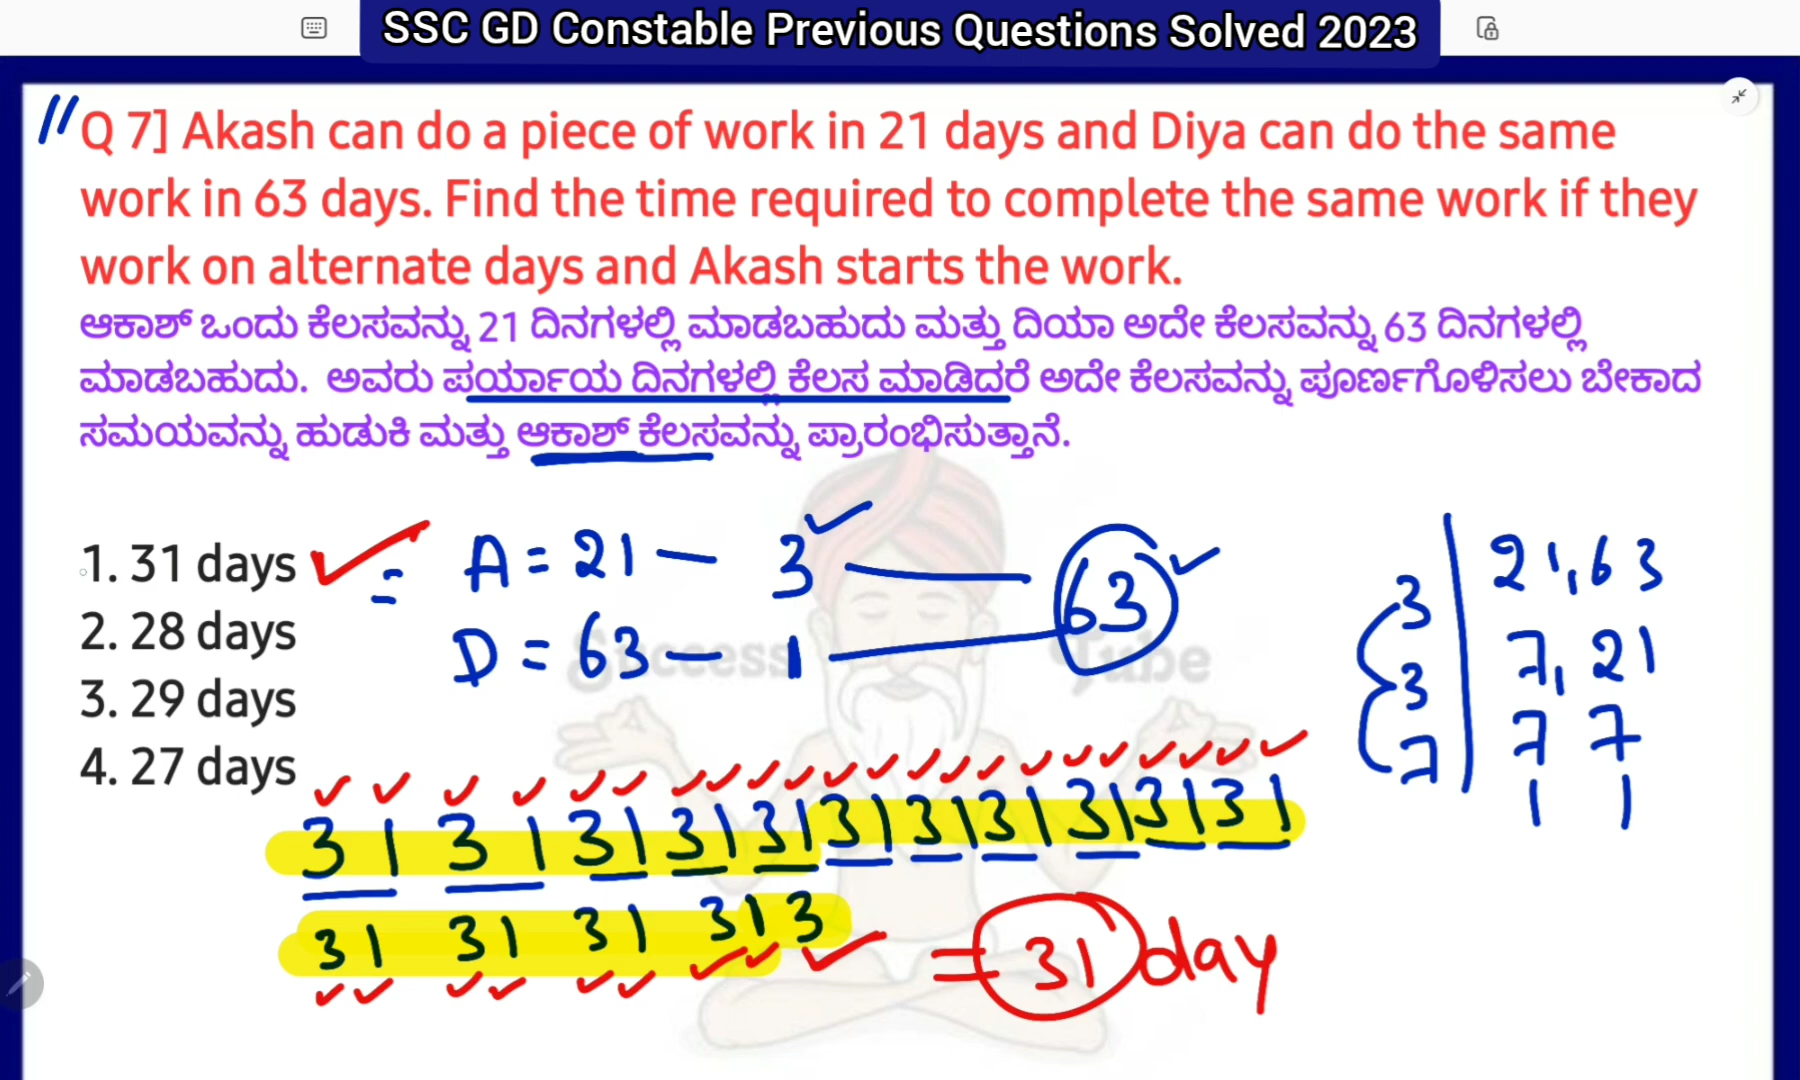 SSC GD Constable Previous Questions Solved 2023
Q 7] Akash can do a piece of work in 21 days and Diya can do the same
work in 63 days. Find the time required to complete the same work if they
work on alternate days and Akash starts the work.
ಆಕಾಶ್ ಒಂದು ಕೆಲಸವನ್ನು 21 ದಿನಗಳಲ್ಲಿ ಮಾಡಬಹುದು ಮತ್ತು ದಿಯಾ ಅದೇ ಕೆಲಸವನ್ನು 63 ದಿನಗಳಲ್ಲಿ
ಮಾಡಬಹುದು. ಅವರು ಪರ್ಯಾಯ ದಿನಗಳಲ್ಲಿ ಕೆಲಸ ಮಾಡಿದರೆ ಅದೇ ಕೆಲಸವನ್ನು ಪೂರ್ಣಗೊಳಿಸಲು ಬೇಕಾದ
ಸಮಯವನ್ನು ಹುಡುಕಿ ಮತ್ತು ಆಕಾಶ್ ಕೆಲಸವನ್ನು ಪ್ರಾರಂಭಿಸುತ್ತಾನೆ.
1. 31 days
2. 28 days
3. 29 days
4. 27 days
= A = 21 — 3 — 63
D = 63 — 1
Success Tube
21, 63
3 7, 21
3 7 7
7 1 1
3 1 3 1 3 1 3 1 3 1 3 1 3 1 3 1 3 1 3 1 3 1
3 1 3 1 3 1 3 1 3
= 31 day